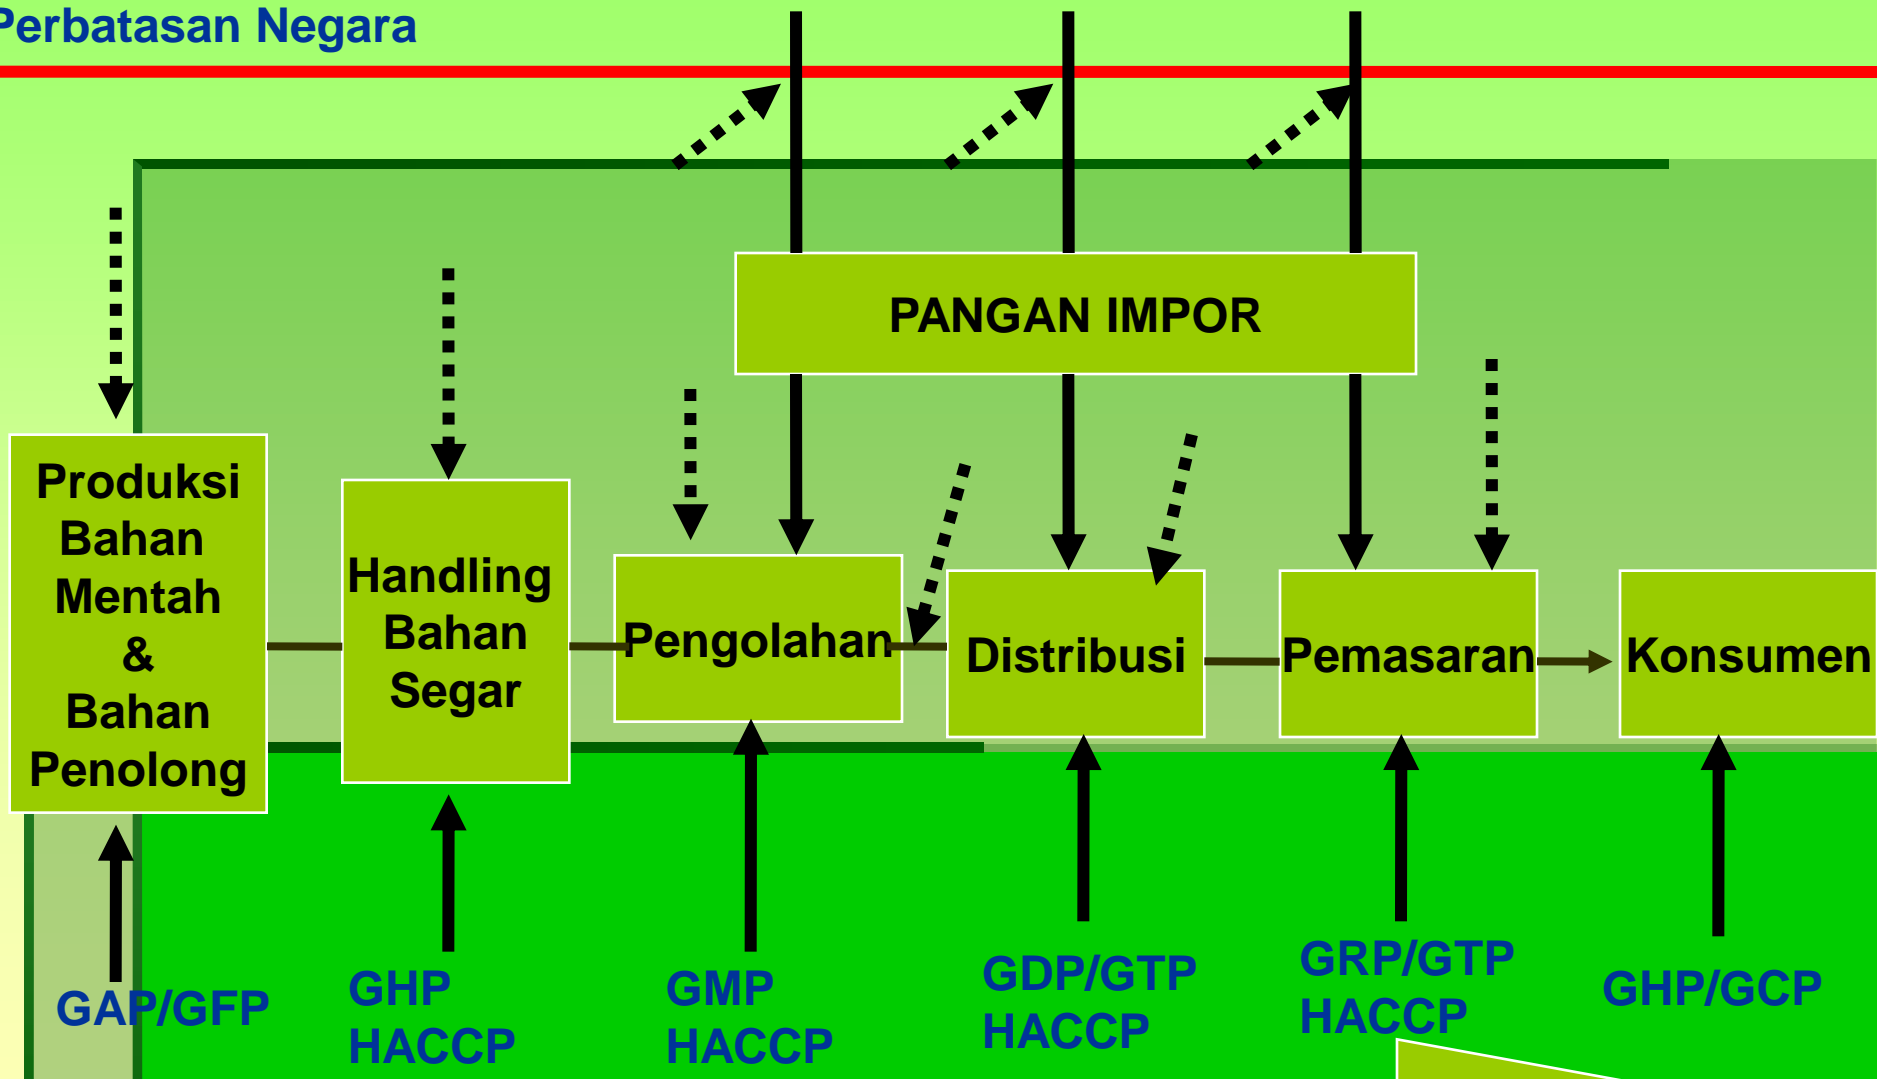 Perbatasan Negara
PANGAN IMPOR
Produksi
Bahan
Mentah
&
Bahan
Penolong
Handling
Bahan
Segar
Pengolahan
Distribusi
Pemasaran
Konsumen
GAP/GFP
GHP
HACCP
GMP
HACCP
GDP/GTP
HACCP
GRP/GTP
HACCP
GHP/GCP